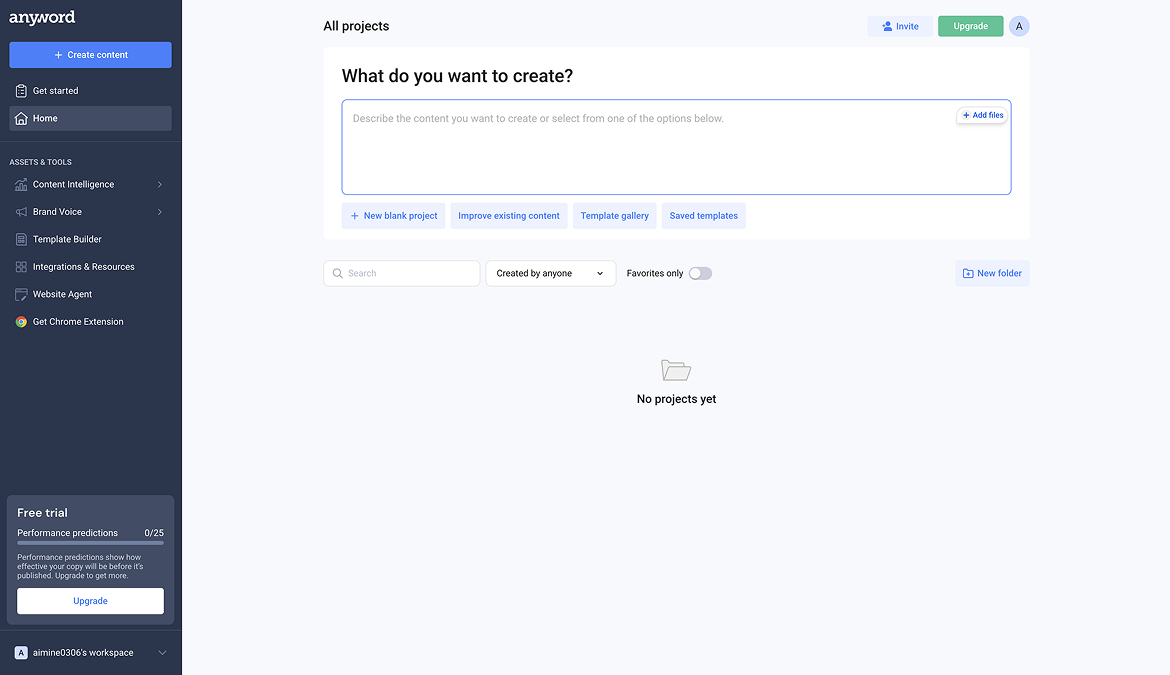 anyword
Create content
Get started
Home
ASSETS & TOOLS
Content Intelligence
Brand Voice
Template Builder
Integrations & Resources
Website Agent
Get Chrome Extension
Free trial
Performance predictions 0/25
Performance predictions show how
effective your copy will be before it's
published. Upgrade to get more.
Upgrade
A aimine0306's workspace
All projects
Invite
Upgrade
A
What do you want to create?
Describe the content you want to create or select from one of the options below.
+ Add files
+ New blank project
Improve existing content
Template gallery
Saved templates
Search
Created by anyone
Favorites only
New folder
No projects yet